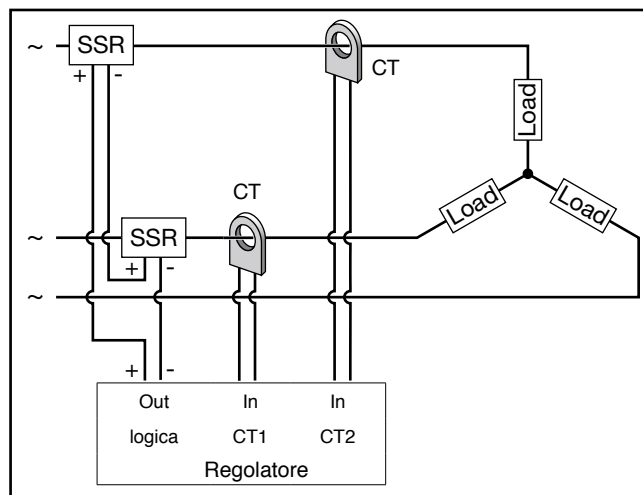 ~ SSR
+ -
CT
Load
CT
Load
Load
~ SSR
+ -
~
+ -
Out In In
logica CT1 CT2
Regolatore